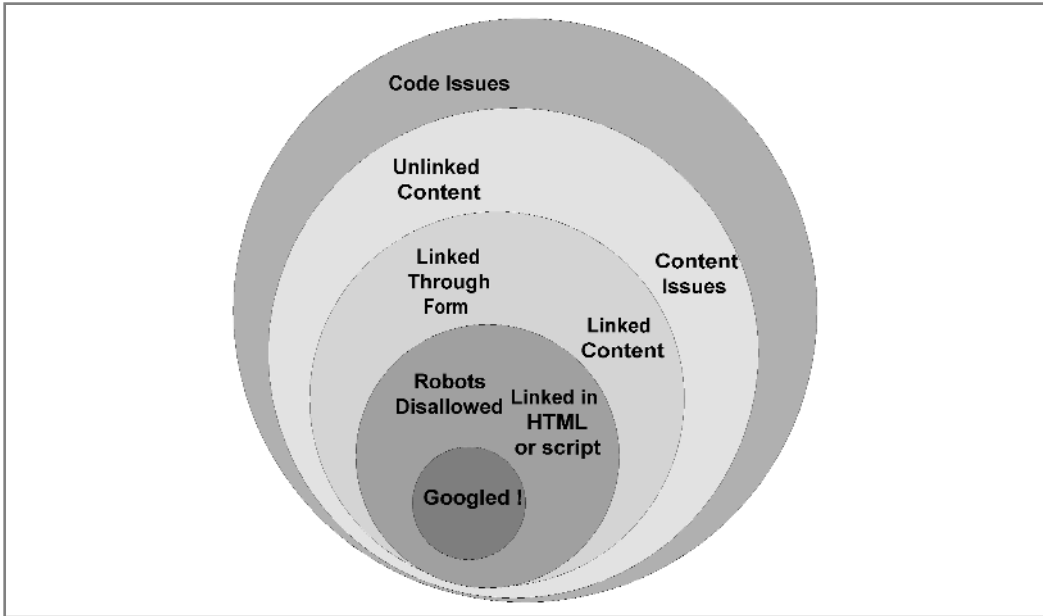 Code Issues
Unlinked
Content
Linked
Through
Form
Content
Issues
Linked
Content
Robots
Disallowed
Linked in
HTML
or script
Googled !